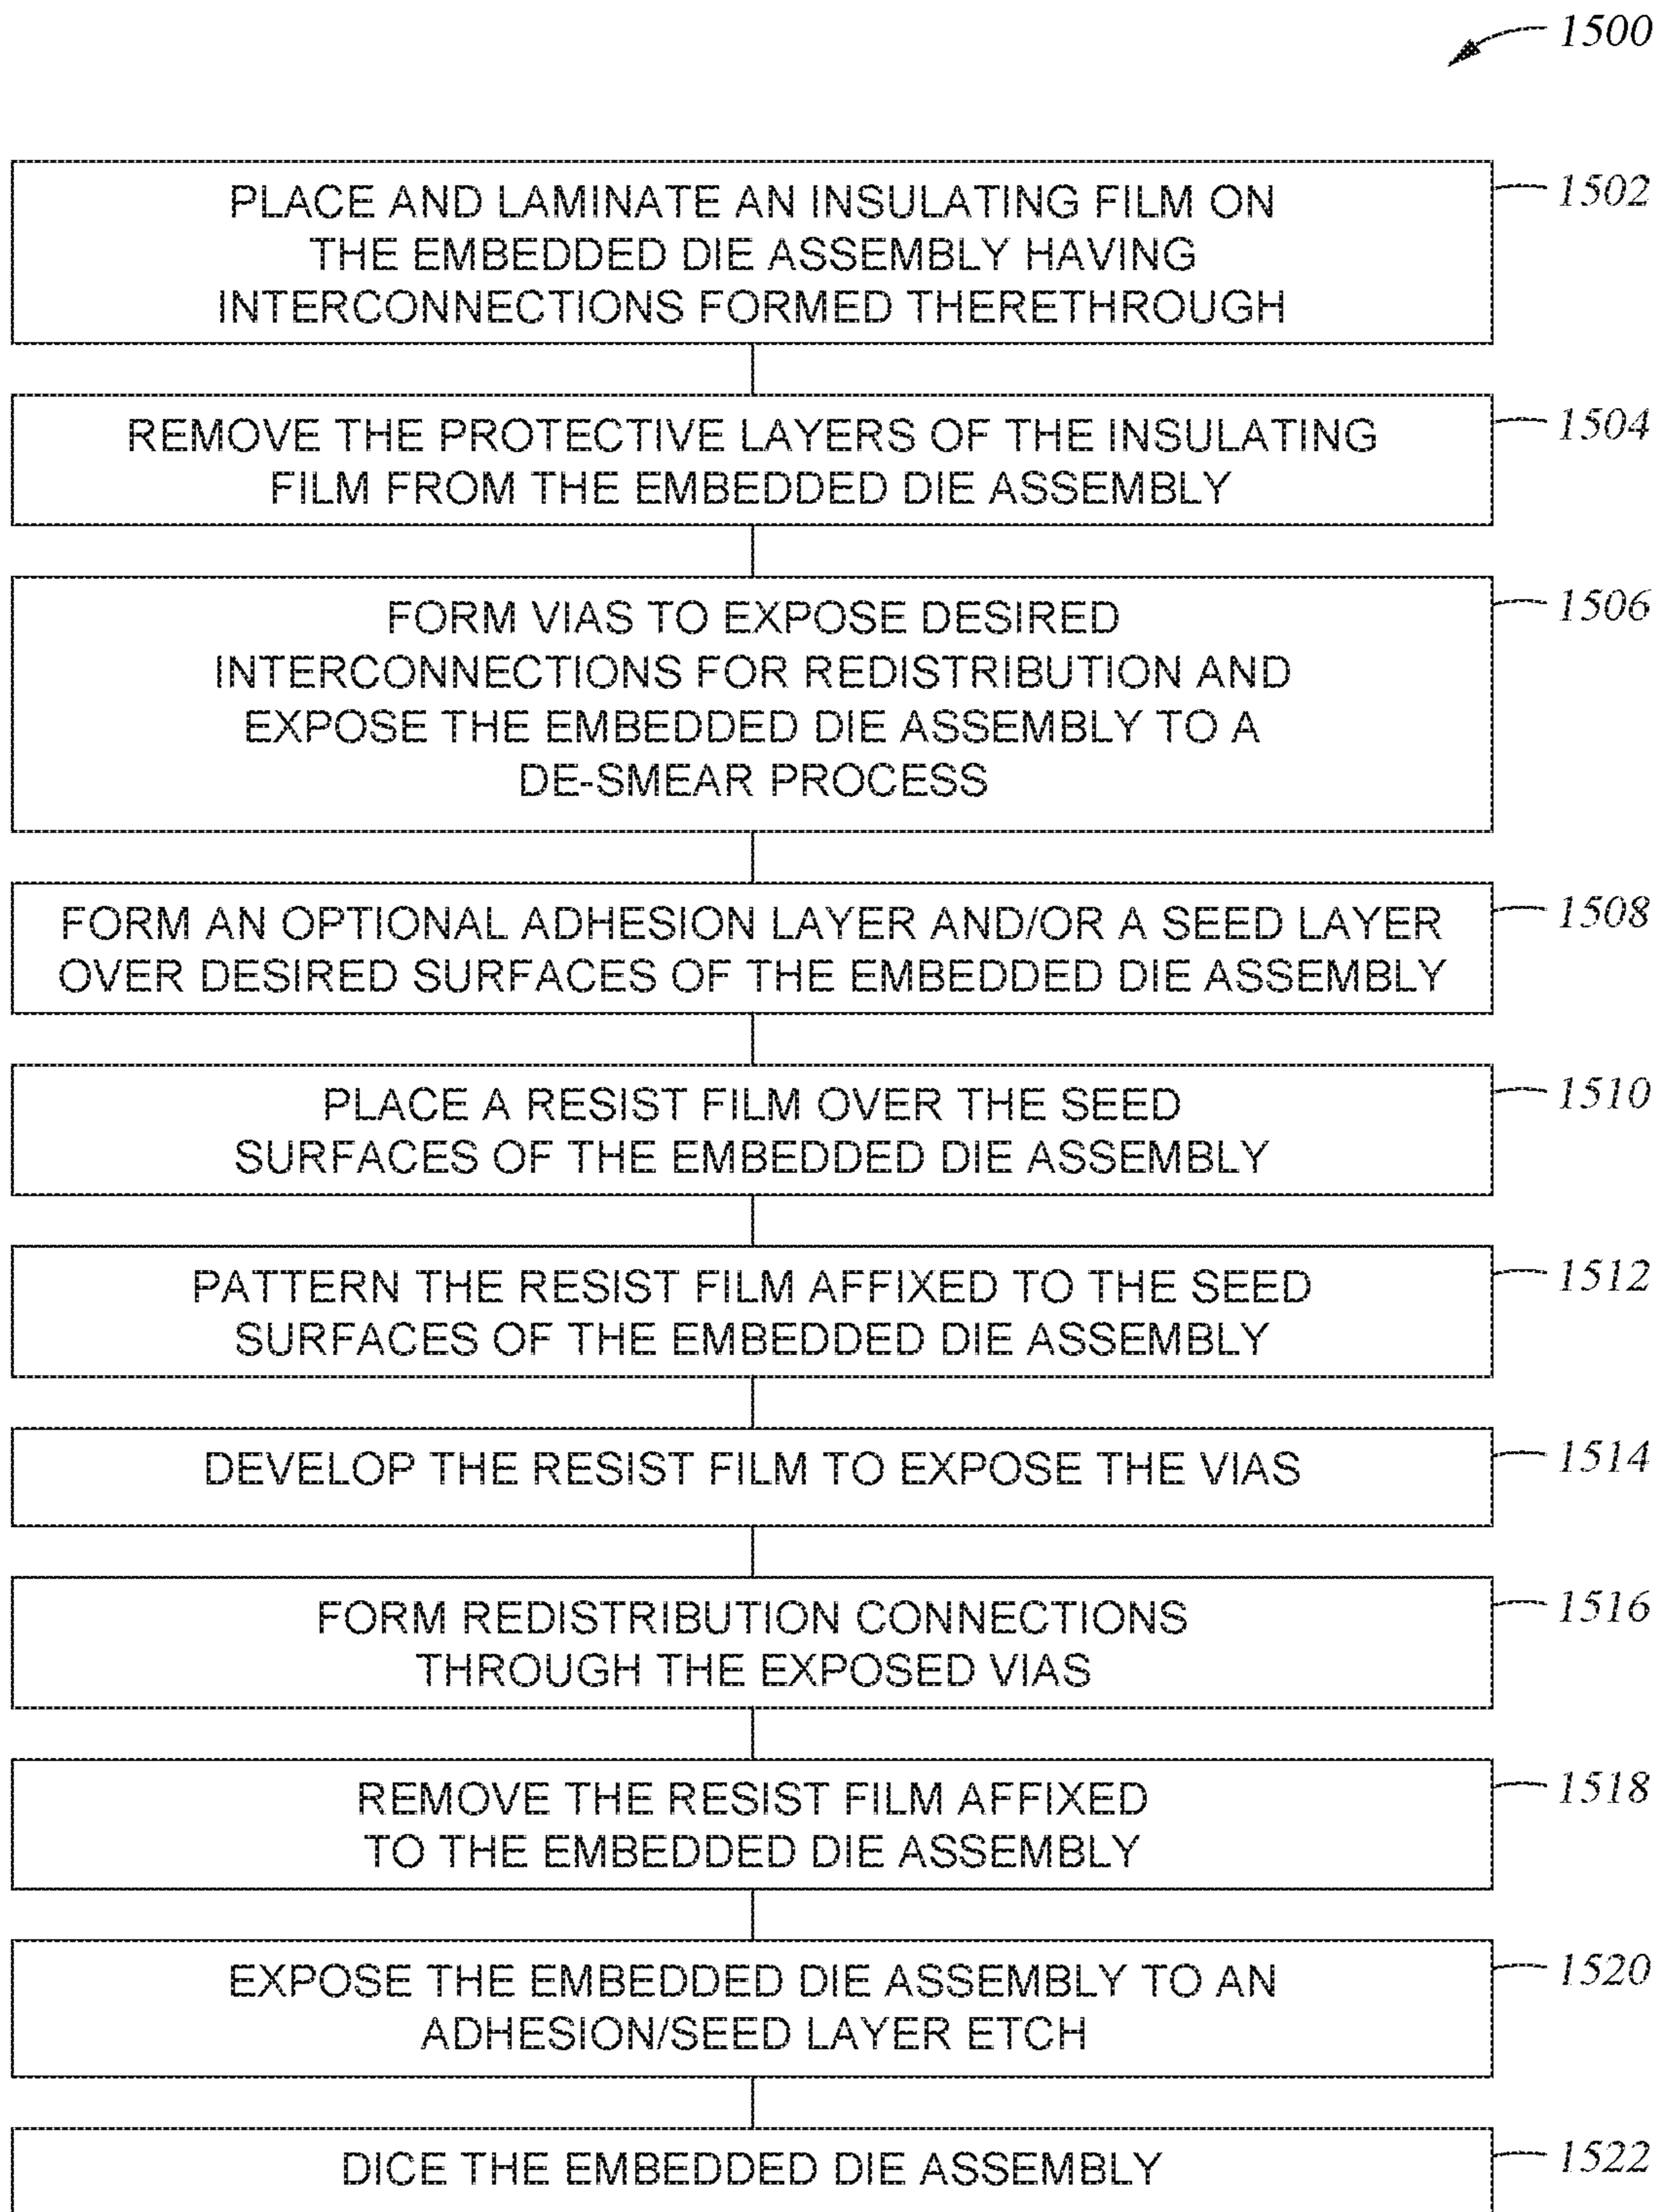 1500
PLACE AND LAMINATE AN INSULATING FILM ON
THE EMBEDDED DIE ASSEMBLY HAVING
INTERCONNECTIONS FORMED THERETHROUGH
1502
REMOVE THE PROTECTIVE LAYERS OF THE INSULATING
FILM FROM THE EMBEDDED DIE ASSEMBLY
1504
FORM VIAS TO EXPOSE DESIRED
INTERCONNECTIONS FOR REDISTRIBUTION AND
EXPOSE THE EMBEDDED DIE ASSEMBLY TO A
DE-SMEAR PROCESS
1506
FORM AN OPTIONAL ADHESION LAYER AND/OR A SEED LAYER
OVER DESIRED SURFACES OF THE EMBEDDED DIE ASSEMBLY
1508
PLACE A RESIST FILM OVER THE SEED
SURFACES OF THE EMBEDDED DIE ASSEMBLY
1510
PATTERN THE RESIST FILM AFFIXED TO THE SEED
SURFACES OF THE EMBEDDED DIE ASSEMBLY
1512
DEVELOP THE RESIST FILM TO EXPOSE THE VIAS
1514
FORM REDISTRIBUTION CONNECTIONS
THROUGH THE EXPOSED VIAS
1516
REMOVE THE RESIST FILM AFFIXED
TO THE EMBEDDED DIE ASSEMBLY
1518
EXPOSE THE EMBEDDED DIE ASSEMBLY TO AN
ADHESION/SEED LAYER ETCH
1520
DICE THE EMBEDDED DIE ASSEMBLY
1522